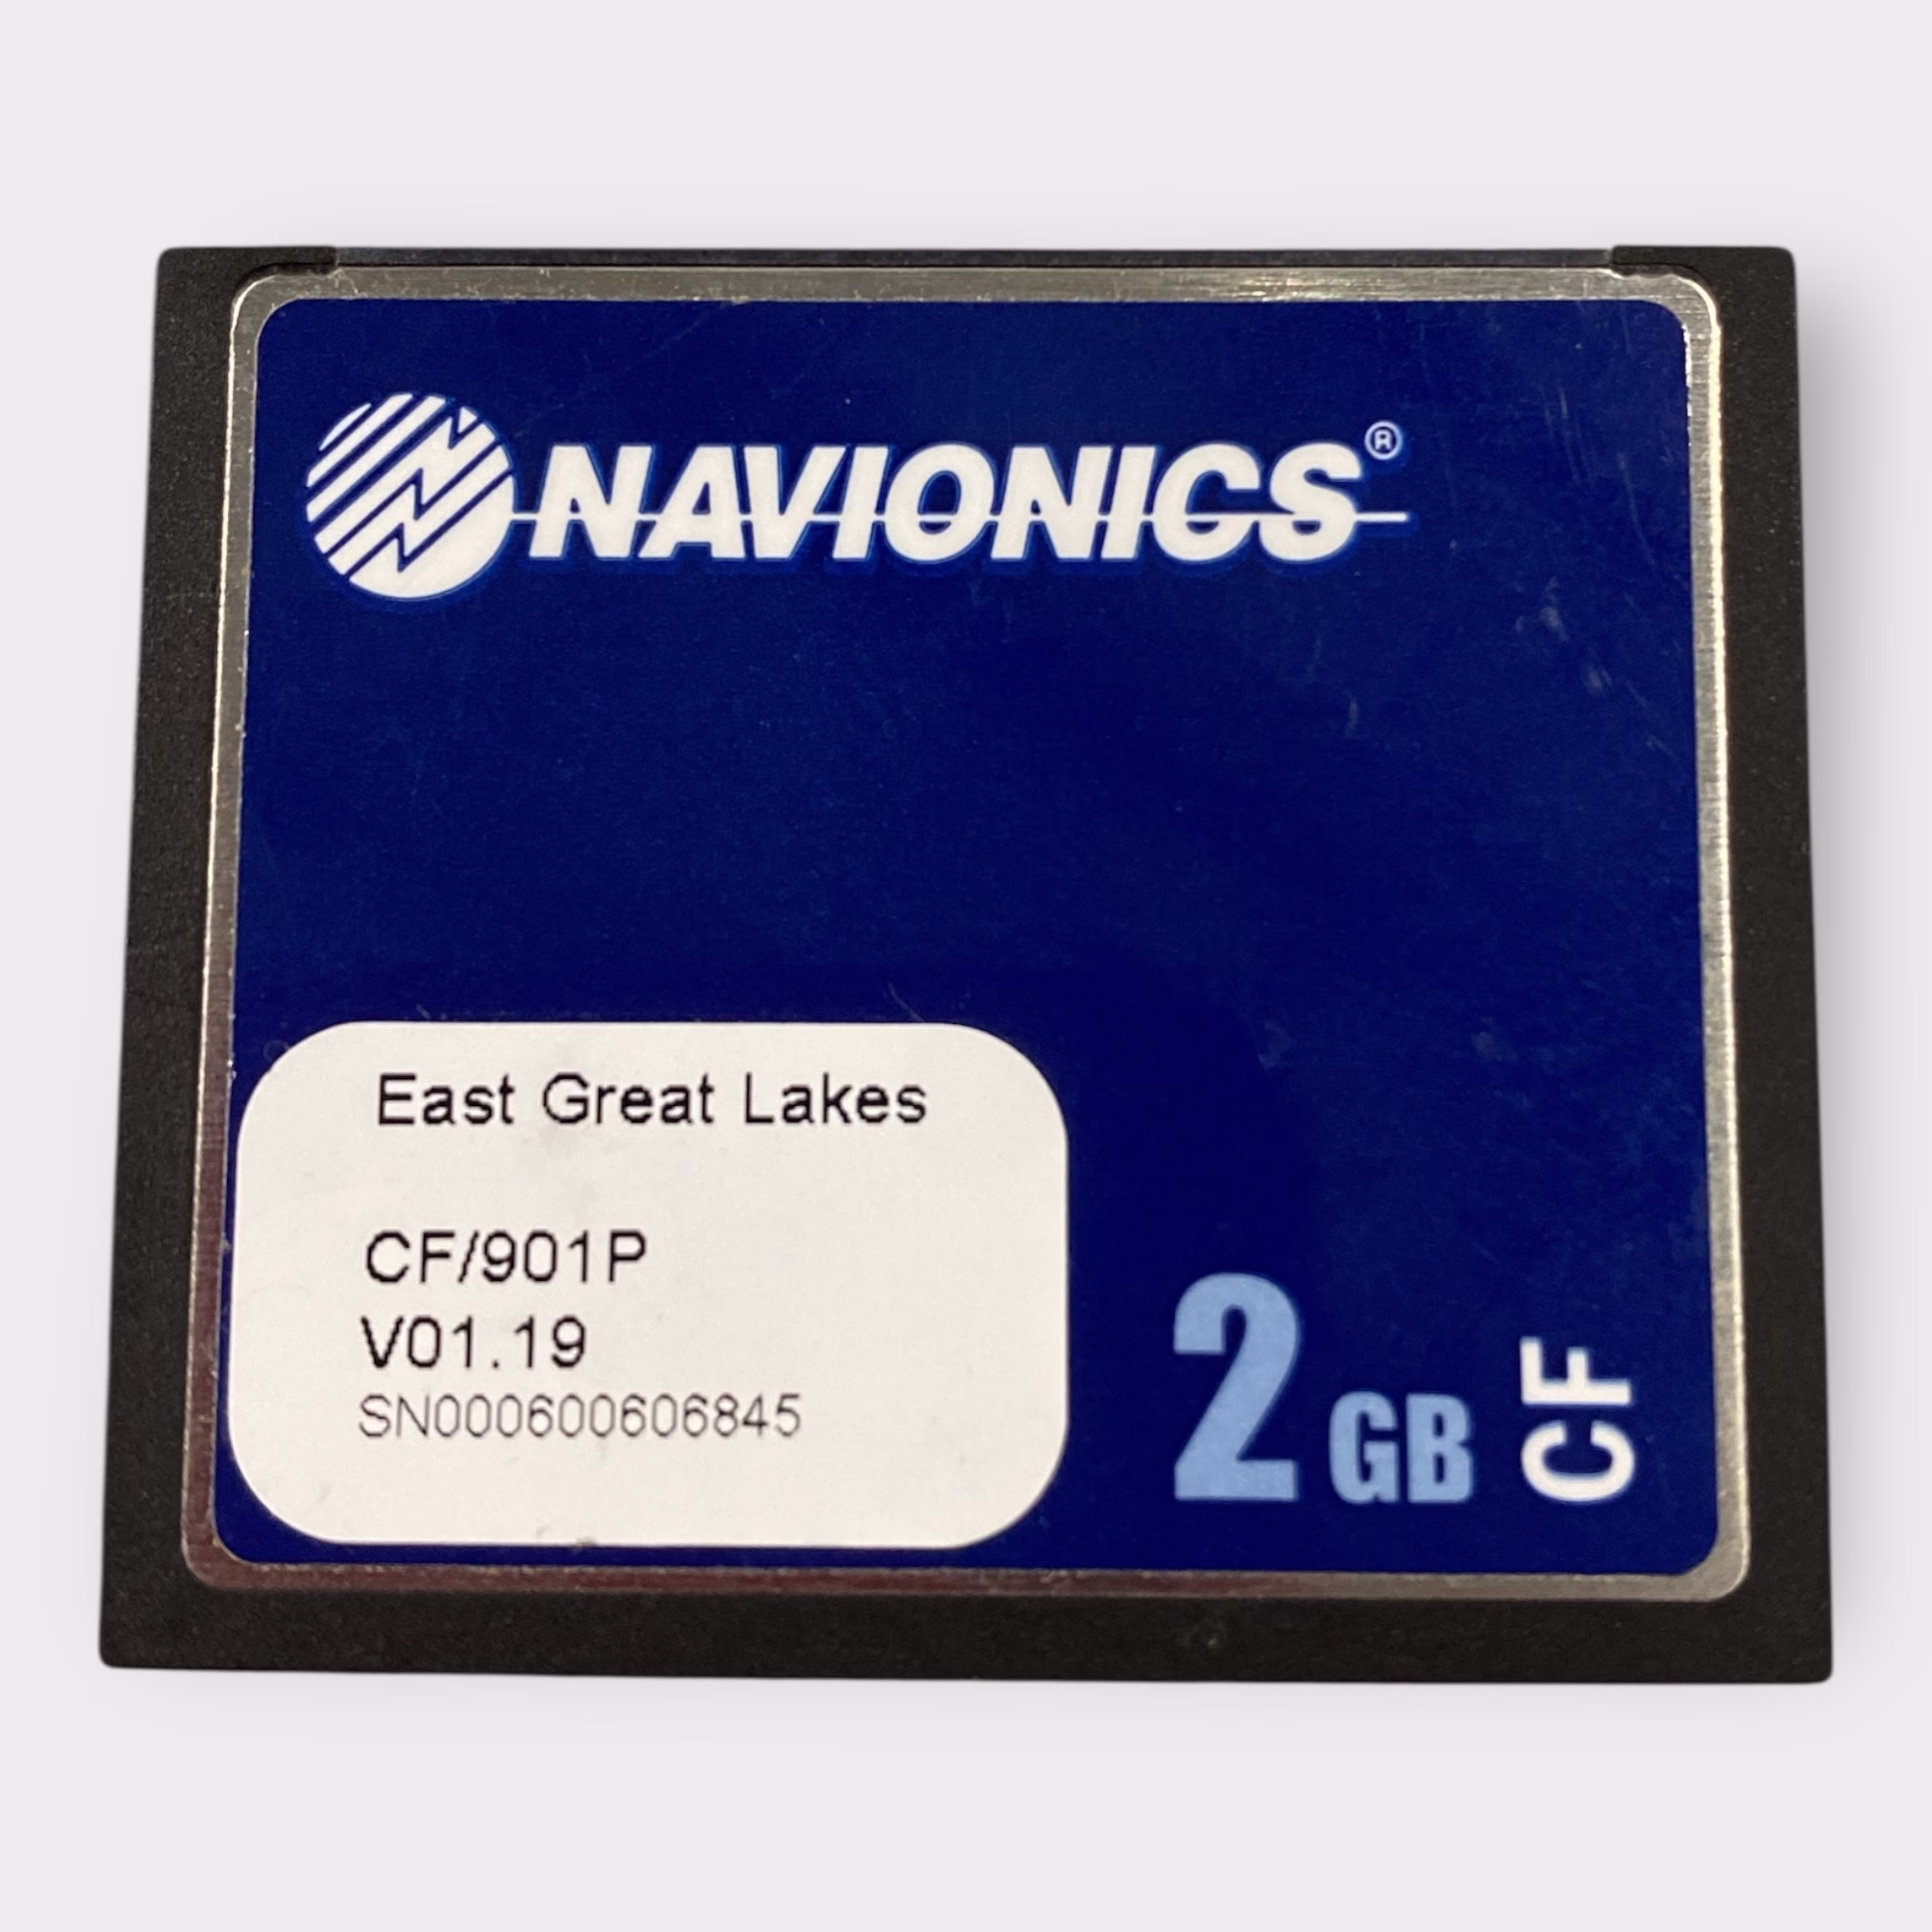 NAVIONICS®
East Great Lakes
CF/901P
V01.19
SN000600606845
2 GB CF